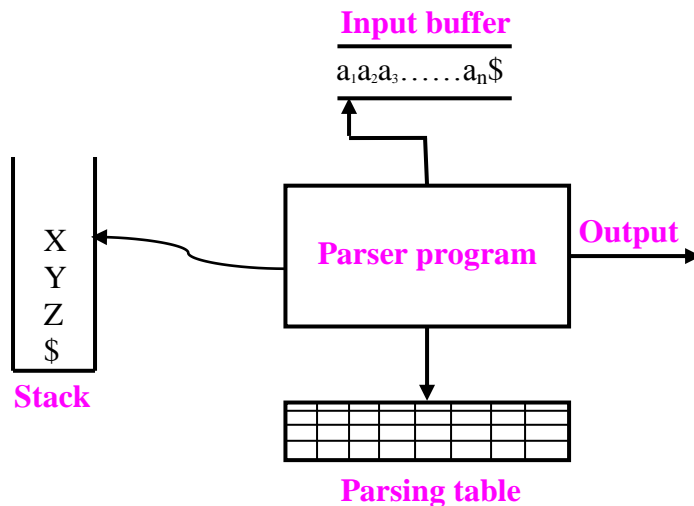 Input buffer
a₁a₂a₃……aₙ$
Output
Parser program
X
Y
Z
$
Stack
Parsing table